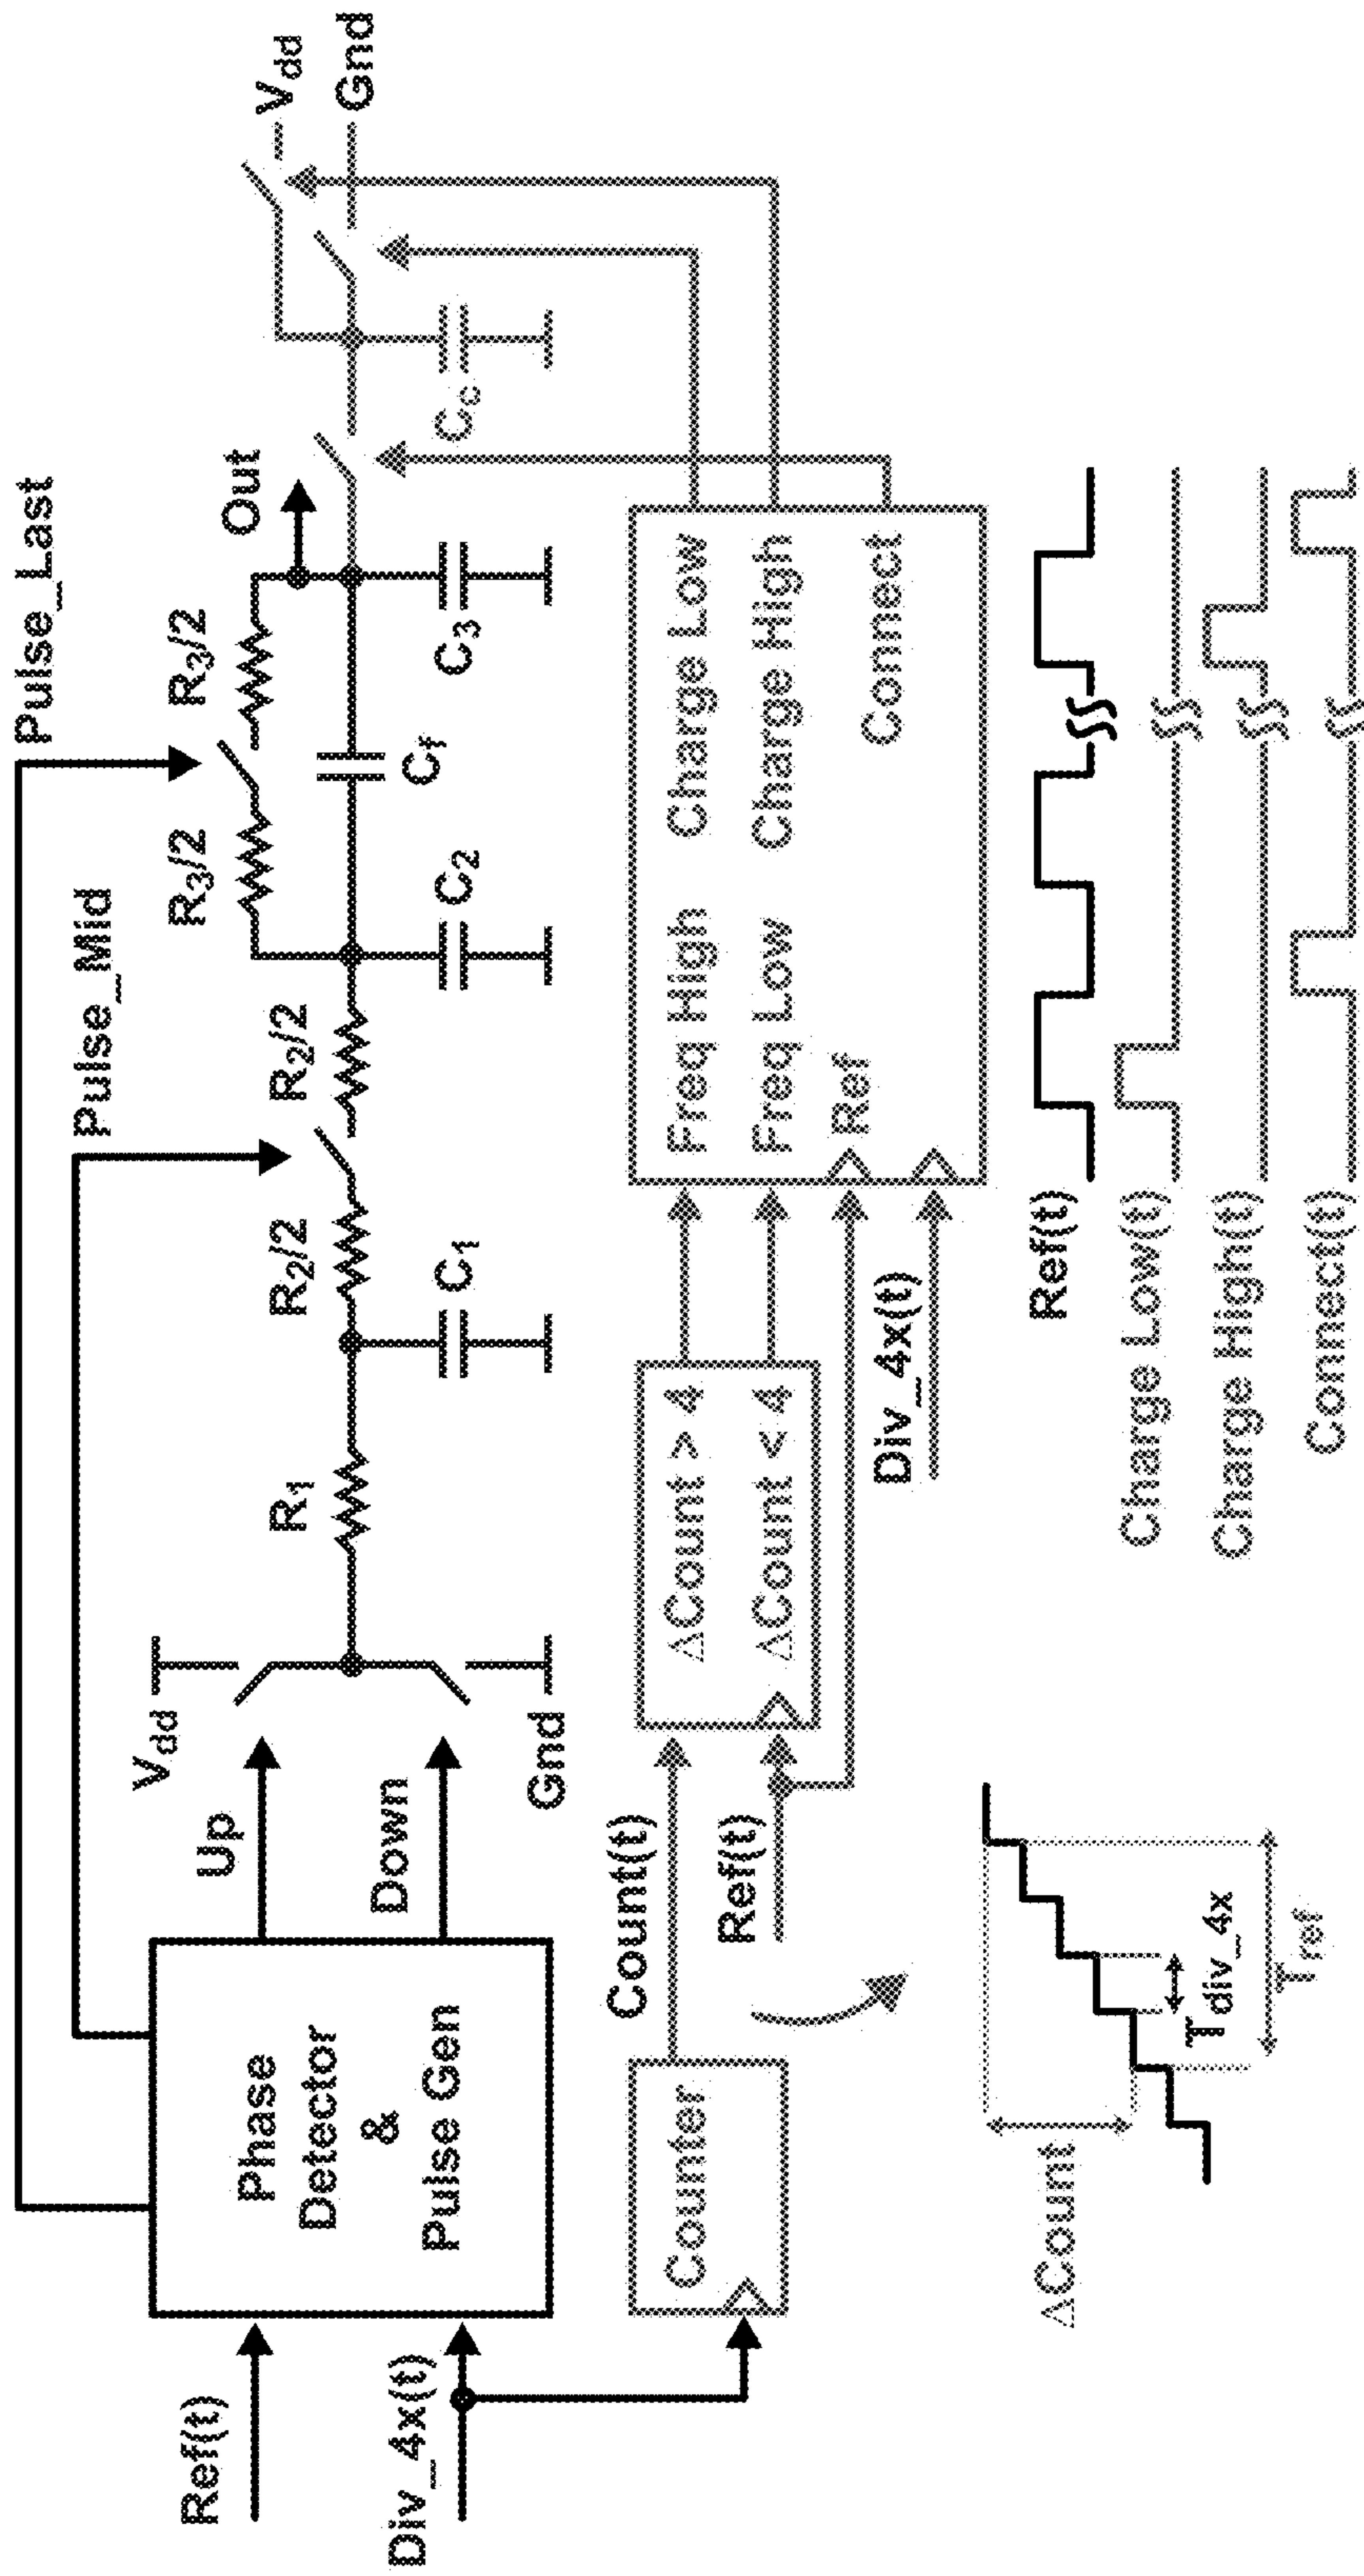 Pulse_Last
Pulse_Mid
Ref(t)
Div_4x(t)
Phase
Detector
&
Pulse Gen
Up
Down
Vdd
Gnd
R1
C1
R2/2
R2/2
C2
R3/2
R3/2
Cf
C3
Out
Cc
Vdd
Gnd
Counter
Count(t)
Ref(t)
ΔCount > 4
ΔCount < 4
Div_4x(t)
Freq High Charge Low
Freq Low Charge High
Ref
Connect
ΔCount
Tdiv_4x
Tref
Ref(t)
Charge Low(t)
Charge High(t)
Connect(t)